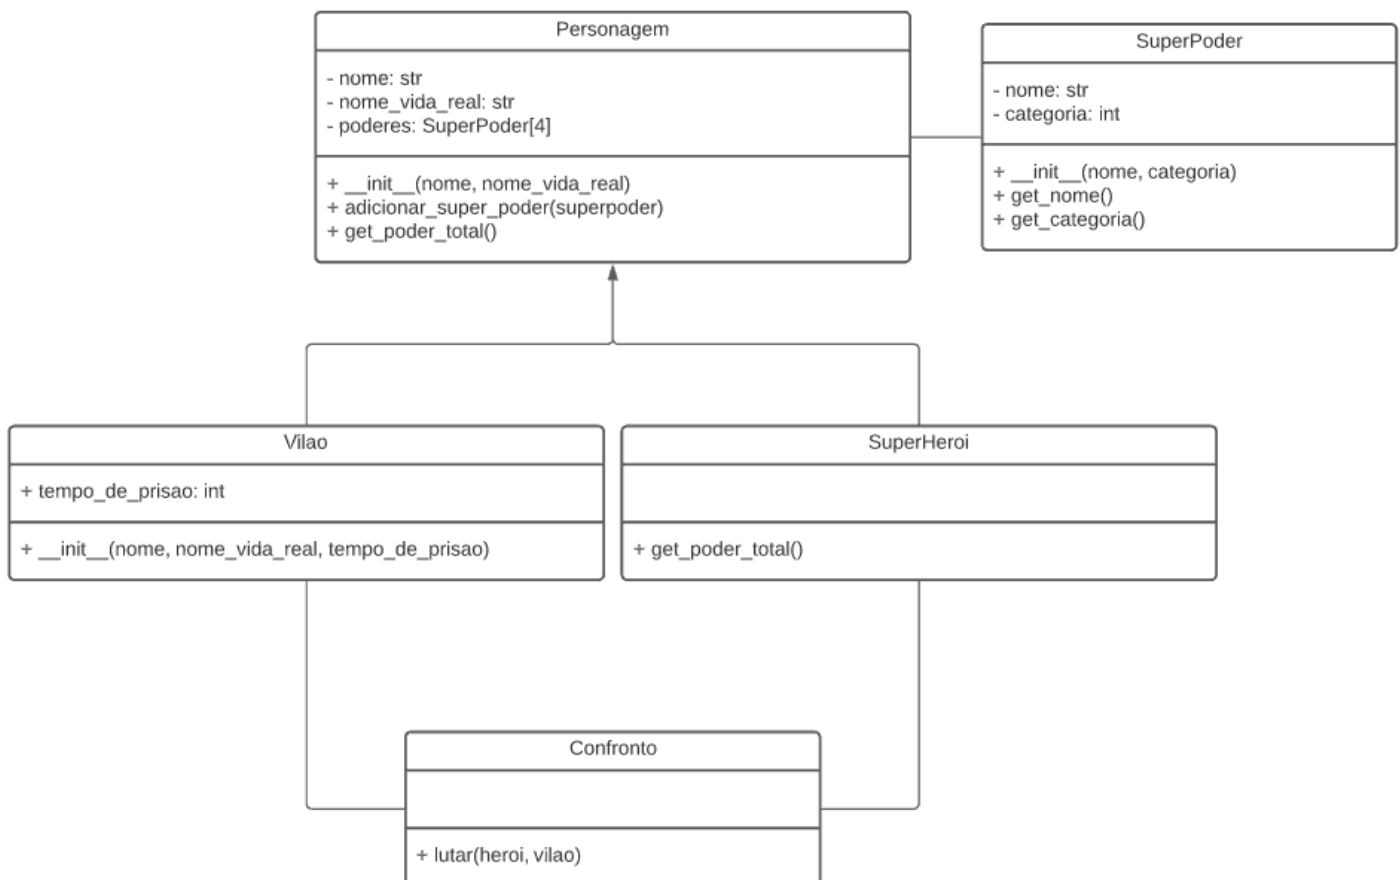 Personagem
- nome: str
- nome_vida_real: str
- poderes: SuperPoder[4]
+ __init__(nome, nome_vida_real)
+ adicionar_super_poder(superpoder)
+ get_poder_total()
SuperPoder
- nome: str
- categoria: int
+ __init__(nome, categoria)
+ get_nome()
+ get_categoria()
Vilao
+ tempo_de_prisao: int
+ __init__(nome, nome_vida_real, tempo_de_prisao)
SuperHeroi
+ get_poder_total()
Confronto
+ lutar(heroi, vilao)